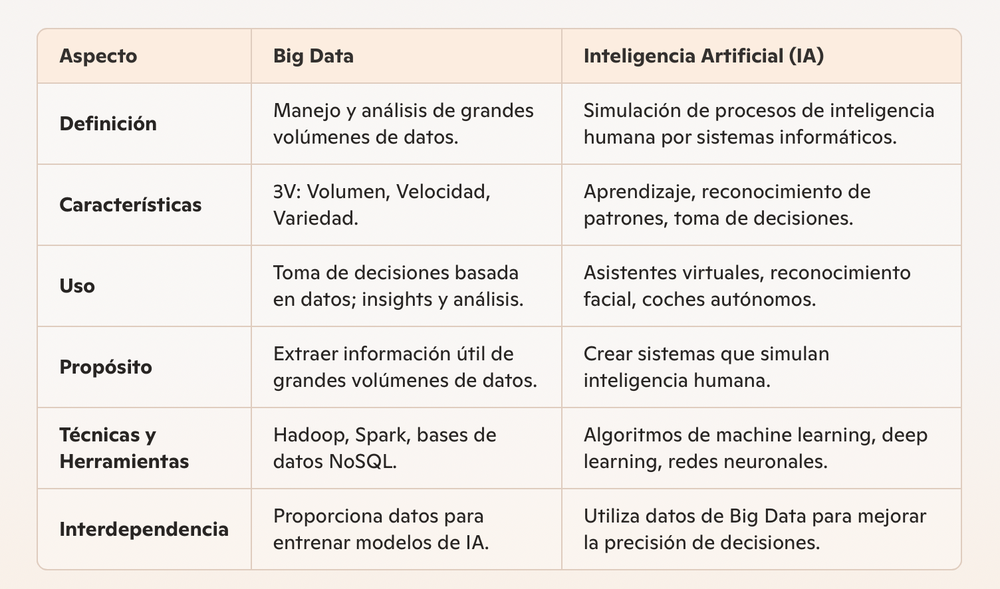 Aspecto
Big Data
Inteligencia Artificial (IA)
Definición
Manejo y análisis de grandes
volúmenes de datos.
Simulación de procesos de inteligencia
humana por sistemas informáticos.
Características
3V: Volumen, Velocidad,
Variedad.
Aprendizaje, reconocimiento de
patrones, toma de decisiones.
Uso
Toma de decisiones basada
en datos; insights y análisis.
Asistentes virtuales, reconocimiento
facial, coches autónomos.
Propósito
Extraer información útil de
grandes volúmenes de datos.
Crear sistemas que simulan
inteligencia humana.
Técnicas y
Herramientas
Hadoop, Spark, bases de
datos NoSQL.
Algoritmos de machine learning, deep
learning, redes neuronales.
Interdependencia
Proporciona datos para
entrenar modelos de IA.
Utiliza datos de Big Data para mejorar
la precisión de decisiones.